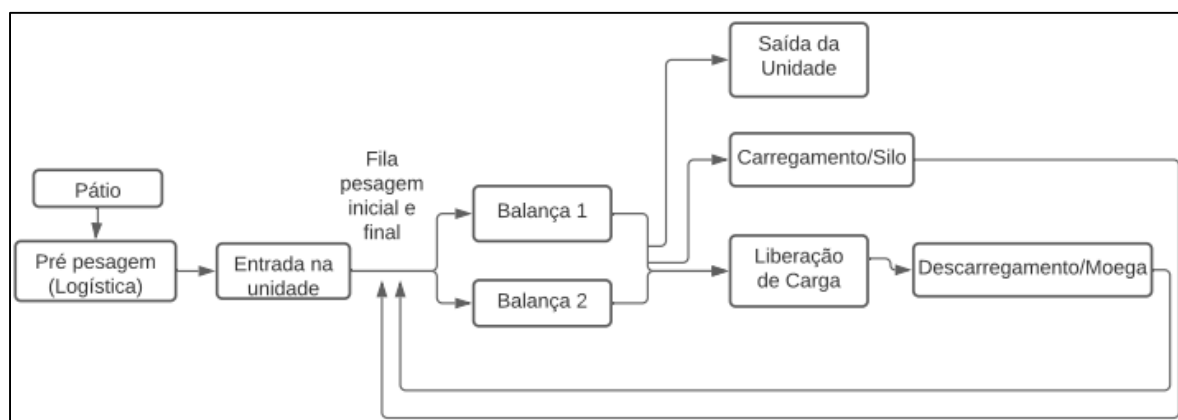 Saída da
Unidade
Carregamento/Silo
Fila
pesagem
inicial e
final
Pátio
Balança 1
Pré pesagem
(Logística)
Entrada na
unidade
Liberação
de Carga
Descarregamento/Moega
Balança 2